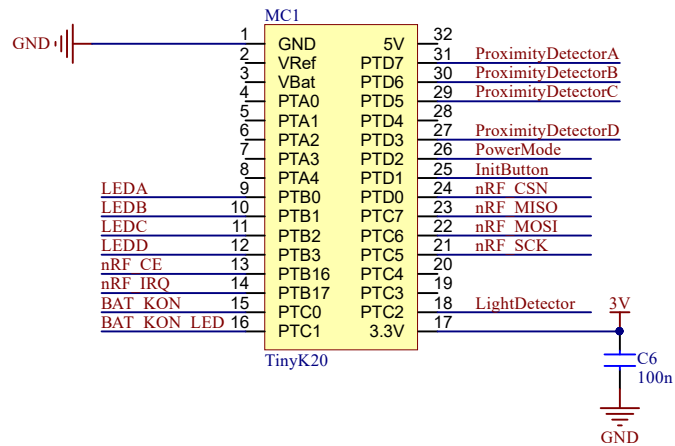 MC1
GND 1 GND 5V 32
2 VRef PTD7 31 ProximityDetectorA
3 VBat PTD6 30 ProximityDetectorB
4 PTA0 PTD5 29 ProximityDetectorC
5 PTA1 PTD4 28
6 PTA2 PTD3 27 ProximityDetectorD
7 PTA3 PTD2 26 PowerMode
8 PTA4 PTD1 25 InitButton
LEDA 9 PTB0 PTD0 24 nRF_CSN
LEDB 10 PTB1 PTC7 23 nRF_MISO
LEDC 11 PTB2 PTC6 22 nRF_MOSI
LEDD 12 PTB3 PTC5 21 nRF_SCK
nRF_CE 13 PTB16 PTC4 20
nRF_IRQ 14 PTB17 PTC3 19
BAT_KON 15 PTC0 PTC2 18 LightDetector 3V
BAT_KON_LED 16 PTC1 3.3V 17
TinyK20
C6
100n
GND